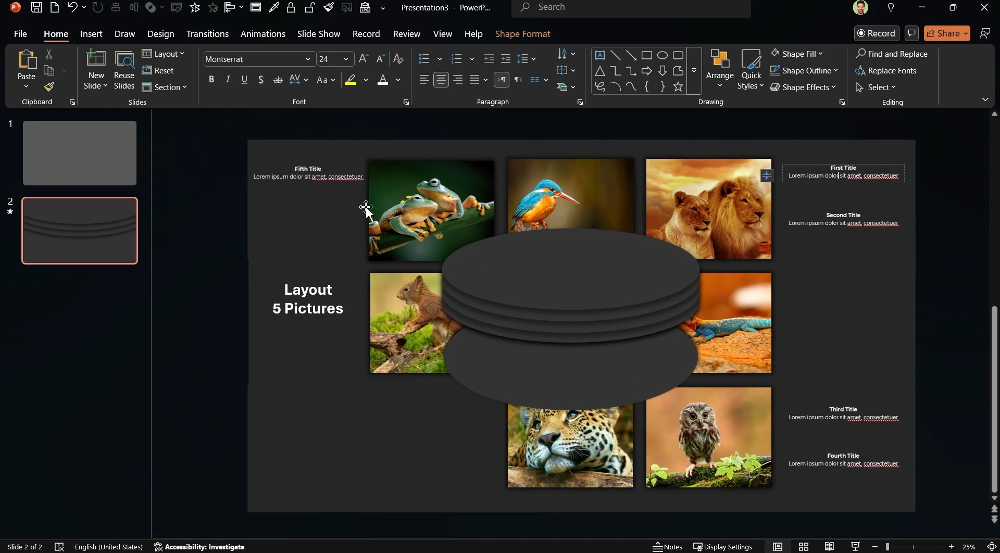 Presentation3 - PowerP...
Search
File
Home
Insert
Draw
Design
Transitions
Animations
Slide Show
Record
Review
View
Help
Shape Format
Record
Share
Paste
Clipboard
New
Slide
Reuse
Slides
Layout
Reset
Section
Slides
Montserrat
24
B
I
U
S
ab
AV
Aa
A
Font
Paragraph
Arrange
Quick
Styles
Shape Fill
Shape Outline
Shape Effects
Drawing
Find and Replace
Replace Fonts
Select
Editing
1
2
Fifth Title
Lorem ipsum dolor sit amet, consectetuer.
First Title
Lorem ipsum dolor sit amet, consectetuer.
Second Title
Lorem ipsum dolor sit amet, consectetuer.
Layout
5 Pictures
Third Title
Lorem ipsum dolor sit amet, consectetuer.
Fourth Title
Lorem ipsum dolor sit amet, consectetuer.
Slide 2 of 2
English (United States)
Accessibility: Investigate
Notes
Display Settings
25%